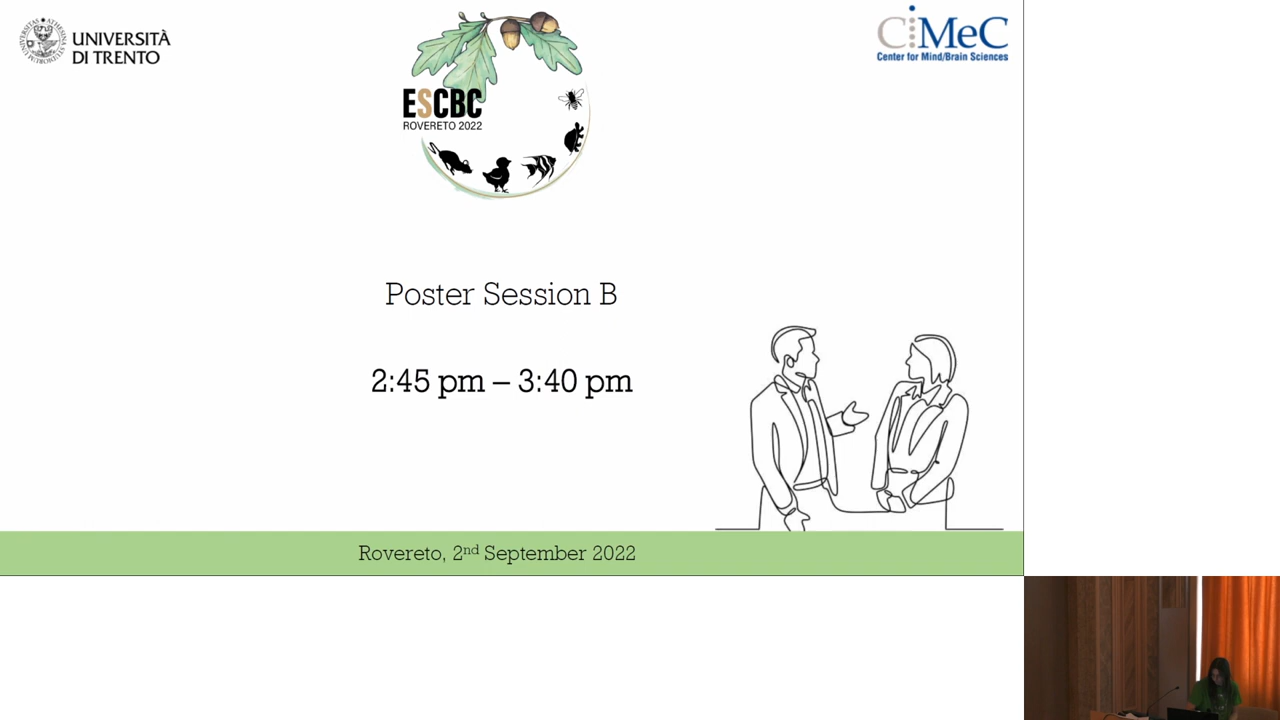 UNIVERSITÀ
DI TRENTO
ESCBC
ROVERETO 2022
CiMeC
Center for Mind/Brain Sciences
Poster Session B
2:45 pm – 3:40 pm
Rovereto, 2nd September 2022